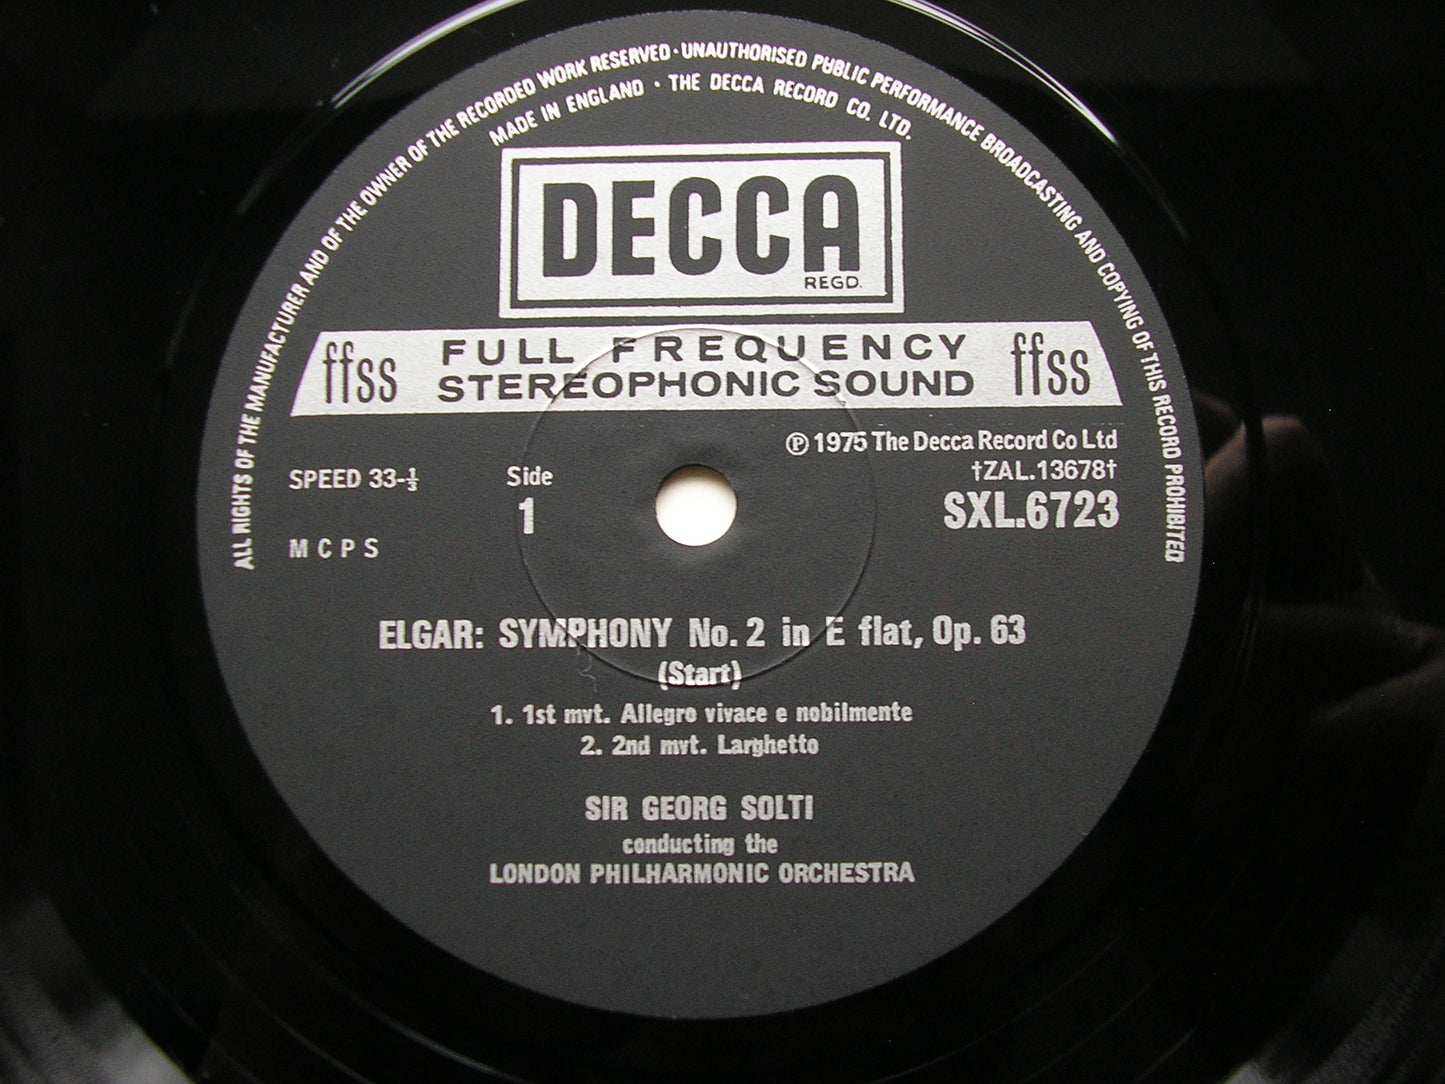 ALL RIGHTS OF THE MANUFACTURER AND OF THE OWNER OF THE RECORDED WORK RESERVED · UNAUTHORISED PUBLIC PERFORMANCE BROADCASTING AND COPYING OF THIS RECORD PROHIBITED
MADE IN ENGLAND · THE DECCA RECORD CO. LTD.
DECCA
REGD.
ffss FULL FREQUENCY ffss
STEREOPHONIC SOUND
℗ 1975 The Decca Record Co Ltd
SPEED 33-⅓ Side †ZAL.13678†
1 SXL.6723
M C P S
ELGAR: SYMPHONY No. 2 in E flat, Op. 63
(Start)
1. 1st mvt. Allegro vivace e nobilmente
2. 2nd mvt. Larghetto
SIR GEORG SOLTI
conducting the
LONDON PHILHARMONIC ORCHESTRA